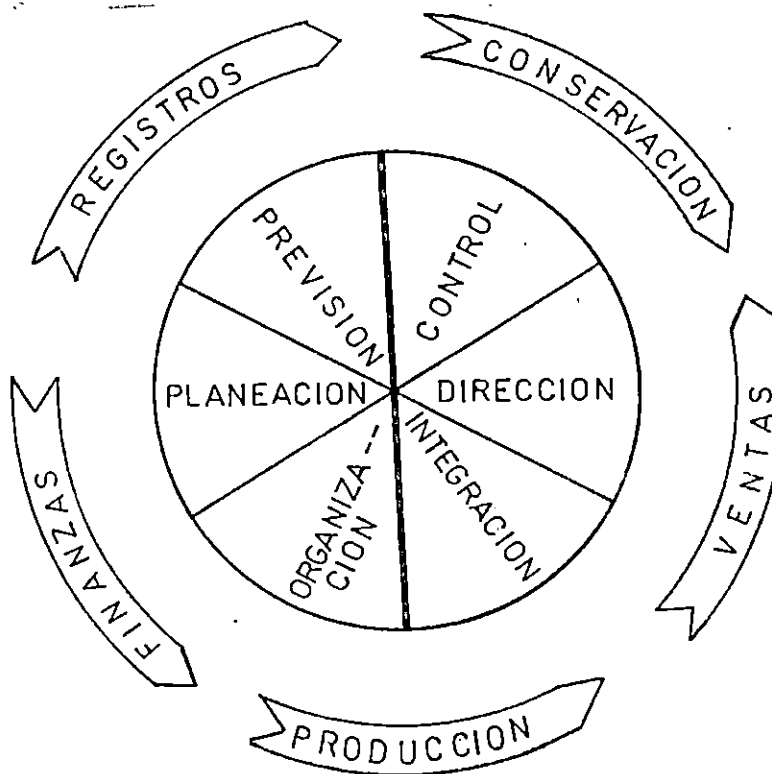 REGISTROS
CONSERVACION
PREVISION
CONTROL
PLANEACION
DIRECCION
ORGANIZA--
CION
INTEGRACION
FINANZAS
VENTAS
PRODUCCION